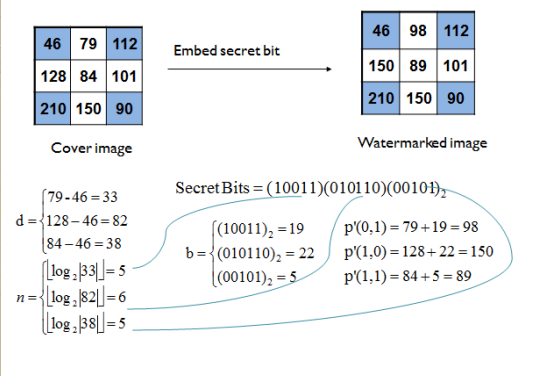 46 79 112
128 84 101
210 150 90
Cover image
Embed secret bit
46 98 112
150 89 101
210 150 90
Watermarked image
Secret Bits = (10011)(010110)(00101)₂
d = { 79 - 46 = 33
128 − 46 = 82
84 − 46 = 38
n = { ⌊log₂|33|⌋ = 5
⌊log₂|82|⌋ = 6
⌊log₂|38|⌋ = 5
b = { (10011)₂ = 19
(010110)₂ = 22
(00101)₂ = 5
p'(0,1) = 79 + 19 = 98
p'(1,0) = 128 + 22 = 150
p'(1,1) = 84 + 5 = 89